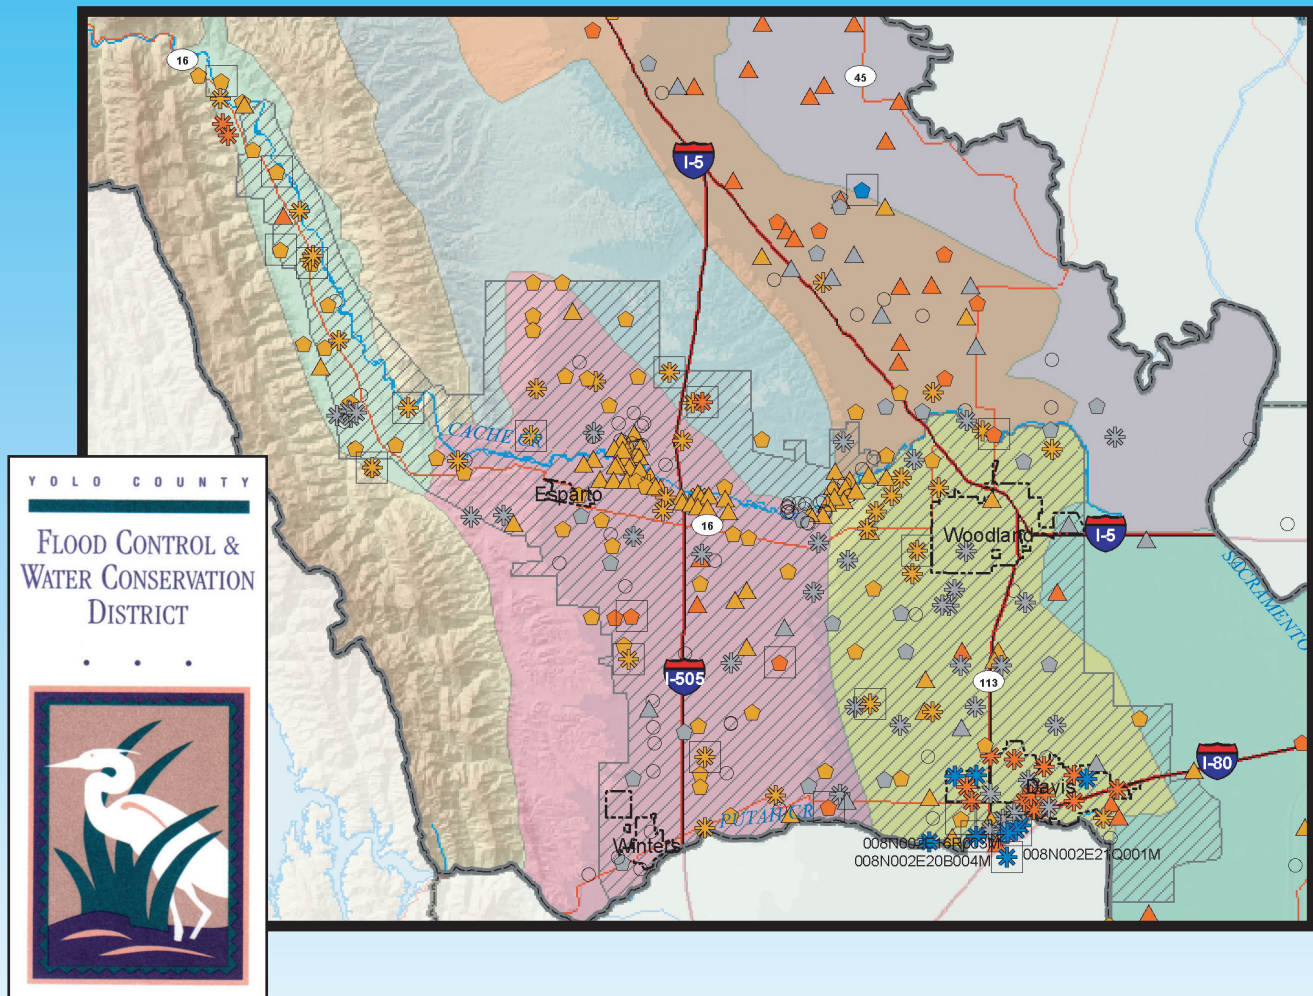 16
45
I-5
CACHE CR
Esparto
16
Woodland
I-5
SACRAMENTO
I-505
113
I-80
Davis
PUTAH CR
Winters
008N002E20B004M
008N002E21Q001M
YOLO COUNTY
FLOOD CONTROL &
WATER CONSERVATION
DISTRICT